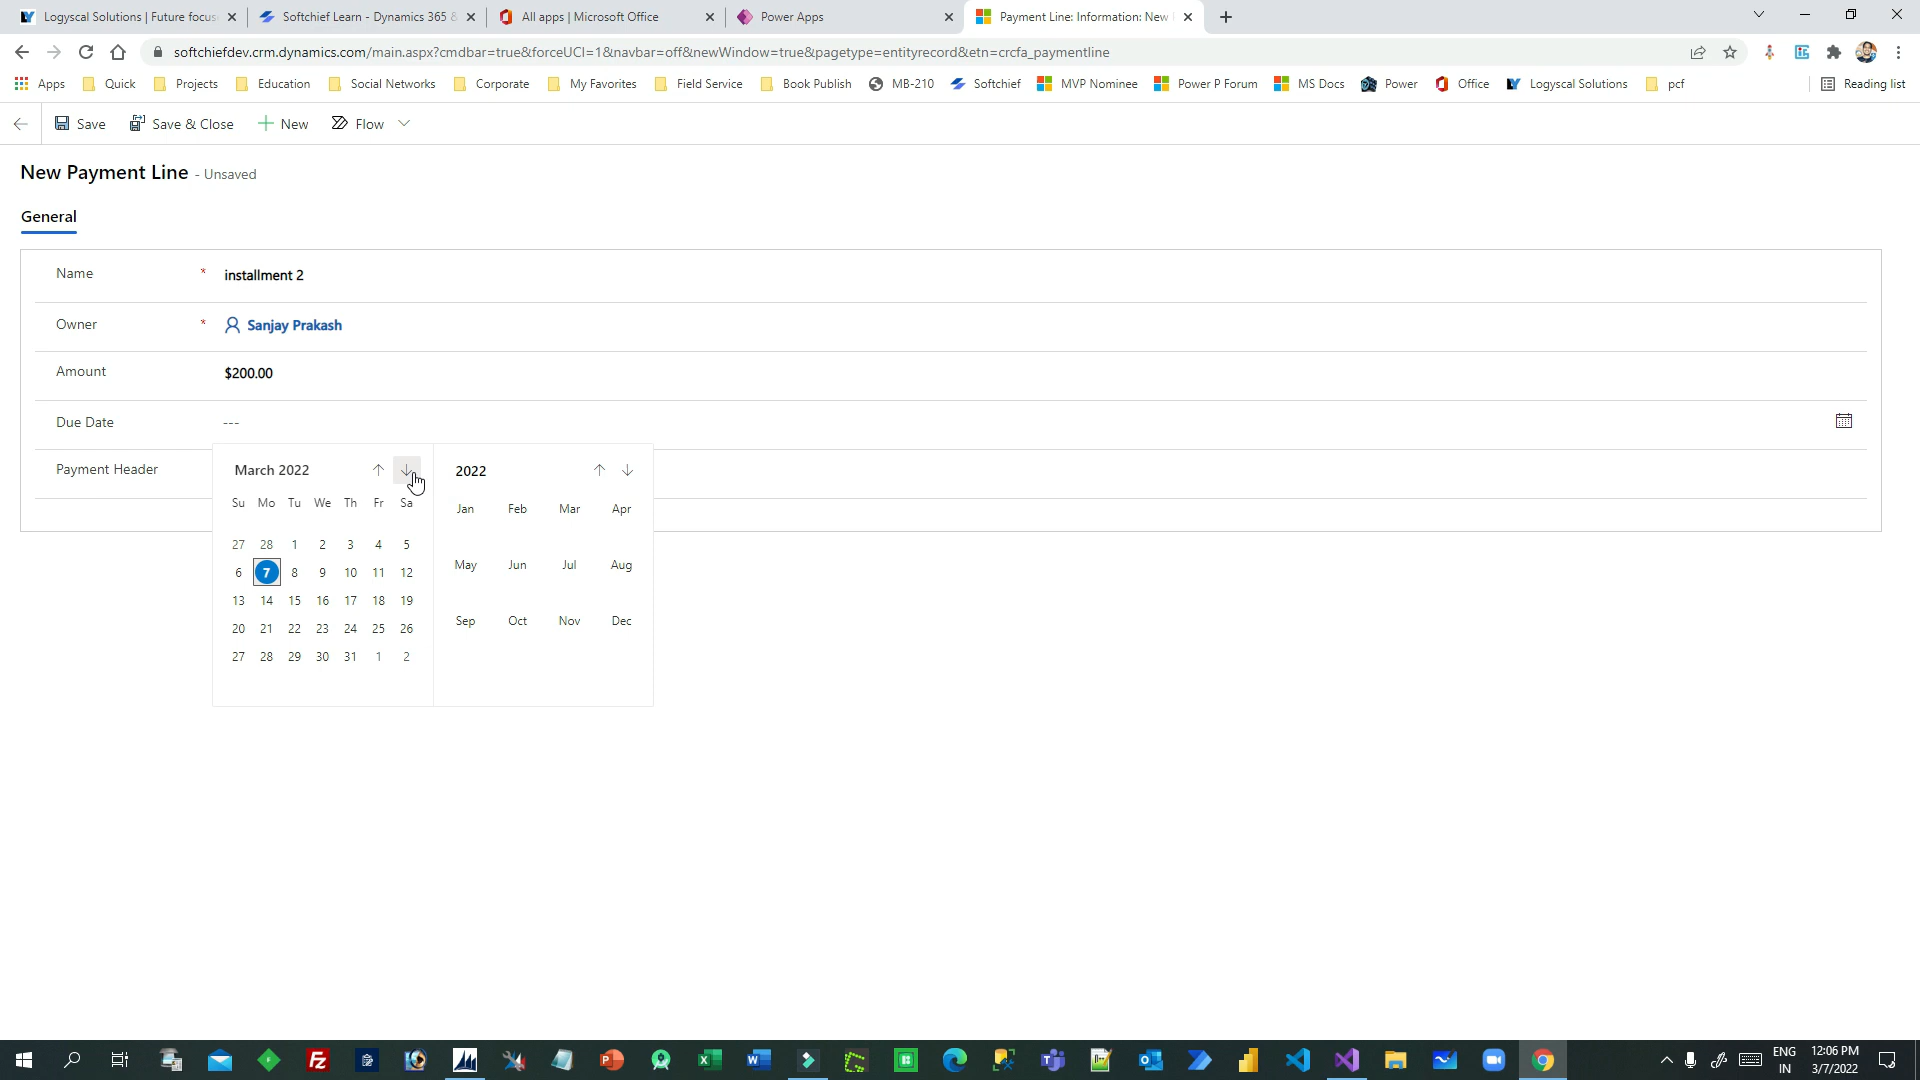 Logyscal Solutions | Future focus
Softchief Learn - Dynamics 365 &
All apps | Microsoft Office
Power Apps
Payment Line: Information: New
softchiefdev.crm.dynamics.com/main.aspx?cmdbar=true&forceUCI=1&navbar=off&newWindow=true&pagetype=entityrecord&etn=crcfa_paymentline
Apps Quick Projects Education Social Networks Corporate My Favorites Field Service Book Publish MB-210 Softchief MVP Nominee Power P Forum MS Docs Power Office Logyscal Solutions pcf Reading list
Save Save & Close New Flow
New Payment Line - Unsaved
General
Name * installment 2
Owner * Sanjay Prakash
Amount $200.00
Due Date ---
Payment Header
March 2022
Su Mo Tu We Th Fr Sa
27 28 1 2 3 4 5
6 7 8 9 10 11 12
13 14 15 16 17 18 19
20 21 22 23 24 25 26
27 28 29 30 31 1 2
2022
Jan Feb Mar Apr
May Jun Jul Aug
Sep Oct Nov Dec
ENG
IN
12:06 PM
3/7/2022